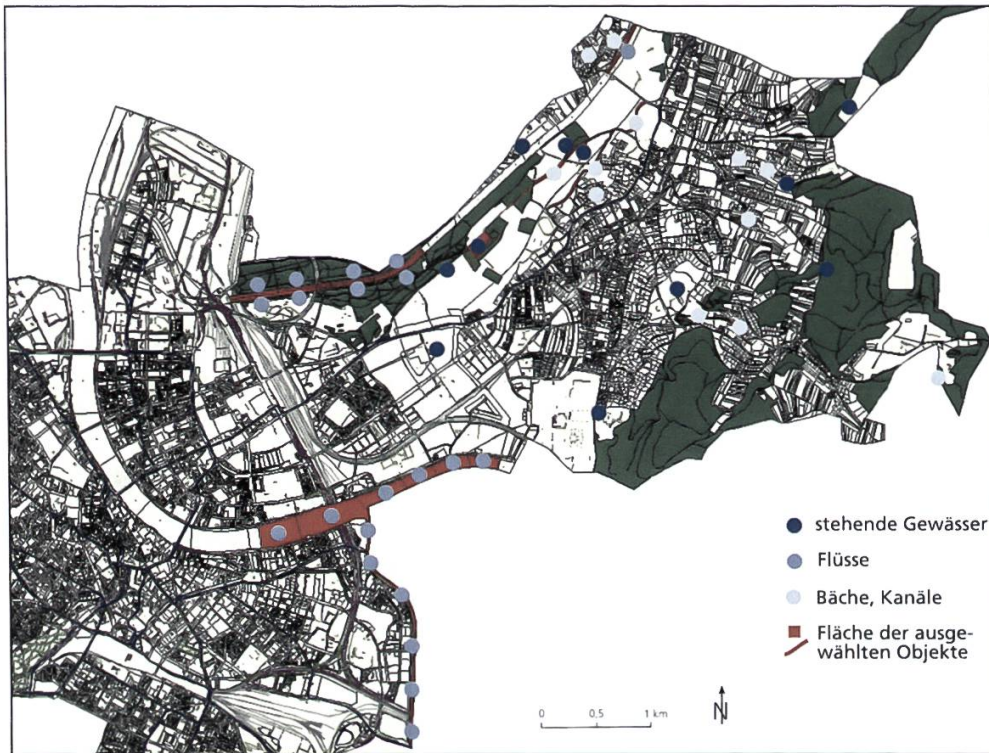 stehende Gewässer
Flüsse
Bäche, Kanäle
Fläche der ausge-
wählten Objekte
0 0,5 1 km
N